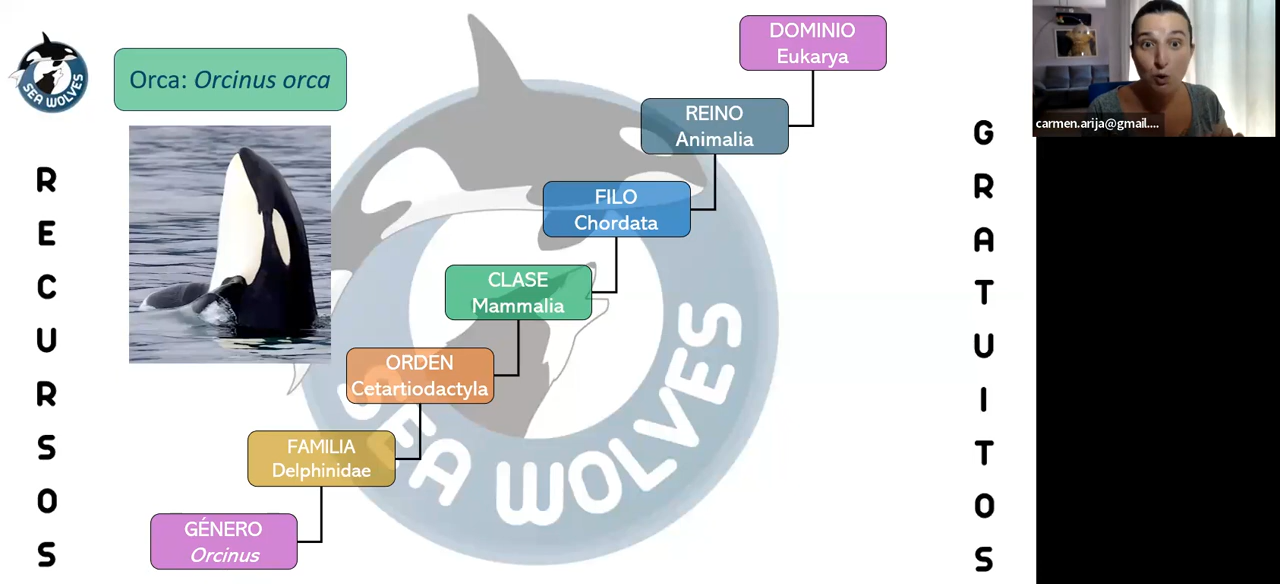 SEA WOLVES
Orca: Orcinus orca
RECURSOS
DOMINIO
Eukarya
REINO
Animalia
FILO
Chordata
CLASE
Mammalia
ORDEN
Cetartiodactyla
FAMILIA
Delphinidae
GÉNERO
Orcinus
SEA WOLVES
GRATUITOS
carmen.arija@gmail....